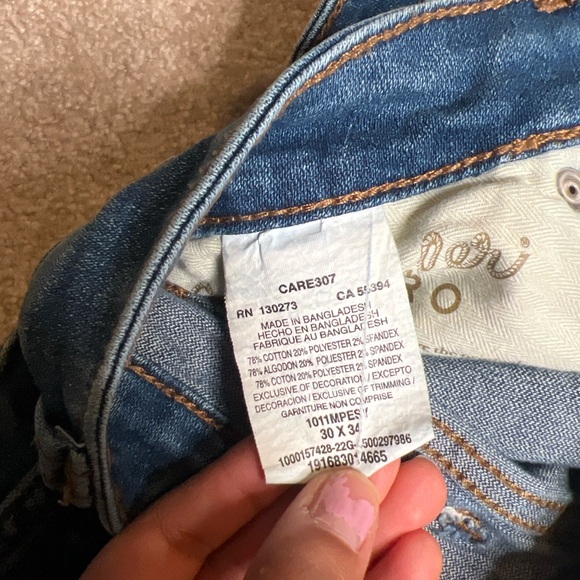 CARE307
RN 130273 CA 55394
MADE IN BANGLADESH
HECHO EN BANGLADESH
FABRIQUE AU BANGLADESH
78% COTTON 20% POLYESTER 2% SPANDEX
78% ALGODON 20% POLIESTER 2% SPANDEX
78% COTON 20% POLYESTER 2% SPANDEX
EXCLUSIVE OF DECORATION / EXCEPTO
DECORACION / EXCLUSIVE OF TRIMMING /
GARNITURE NON COMPRISE
30 X 34